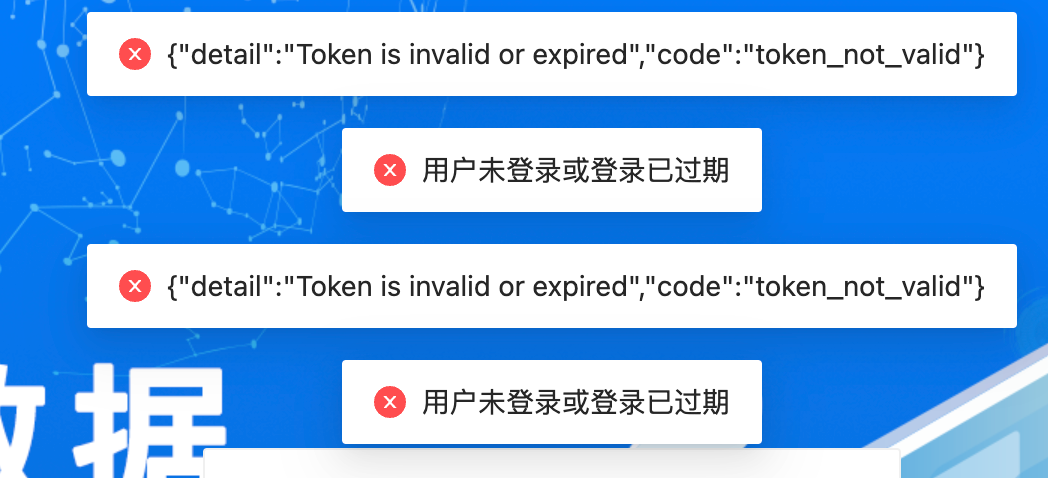 {"detail":"Token is invalid or expired","code":"token_not_valid"}
用户未登录或登录已过期
{"detail":"Token is invalid or expired","code":"token_not_valid"}
用户未登录或登录已过期
数据